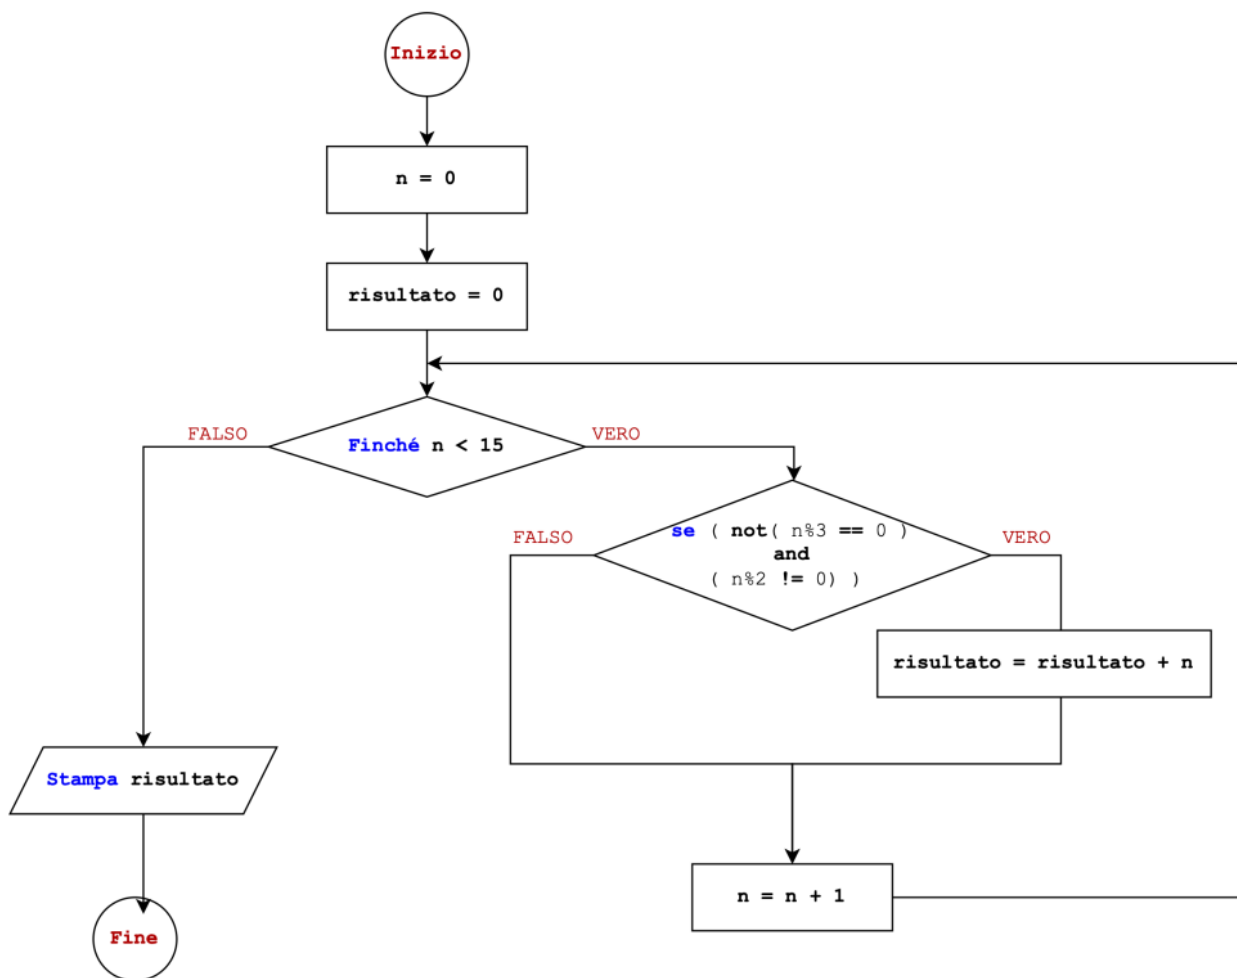 Inizio
n = 0
risultato = 0
Finché n < 15
FALSO
VERO
se ( not( n%3 == 0 )
and
( n%2 != 0) )
FALSO
VERO
risultato = risultato + n
Stampa risultato
n = n + 1
Fine